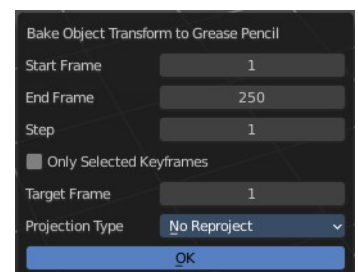 Bake Object Transform to Grease Pencil
Start Frame 1
End Frame 250
Step 1
Only Selected Keyframes
Target Frame 1
Projection Type No Reproject
OK